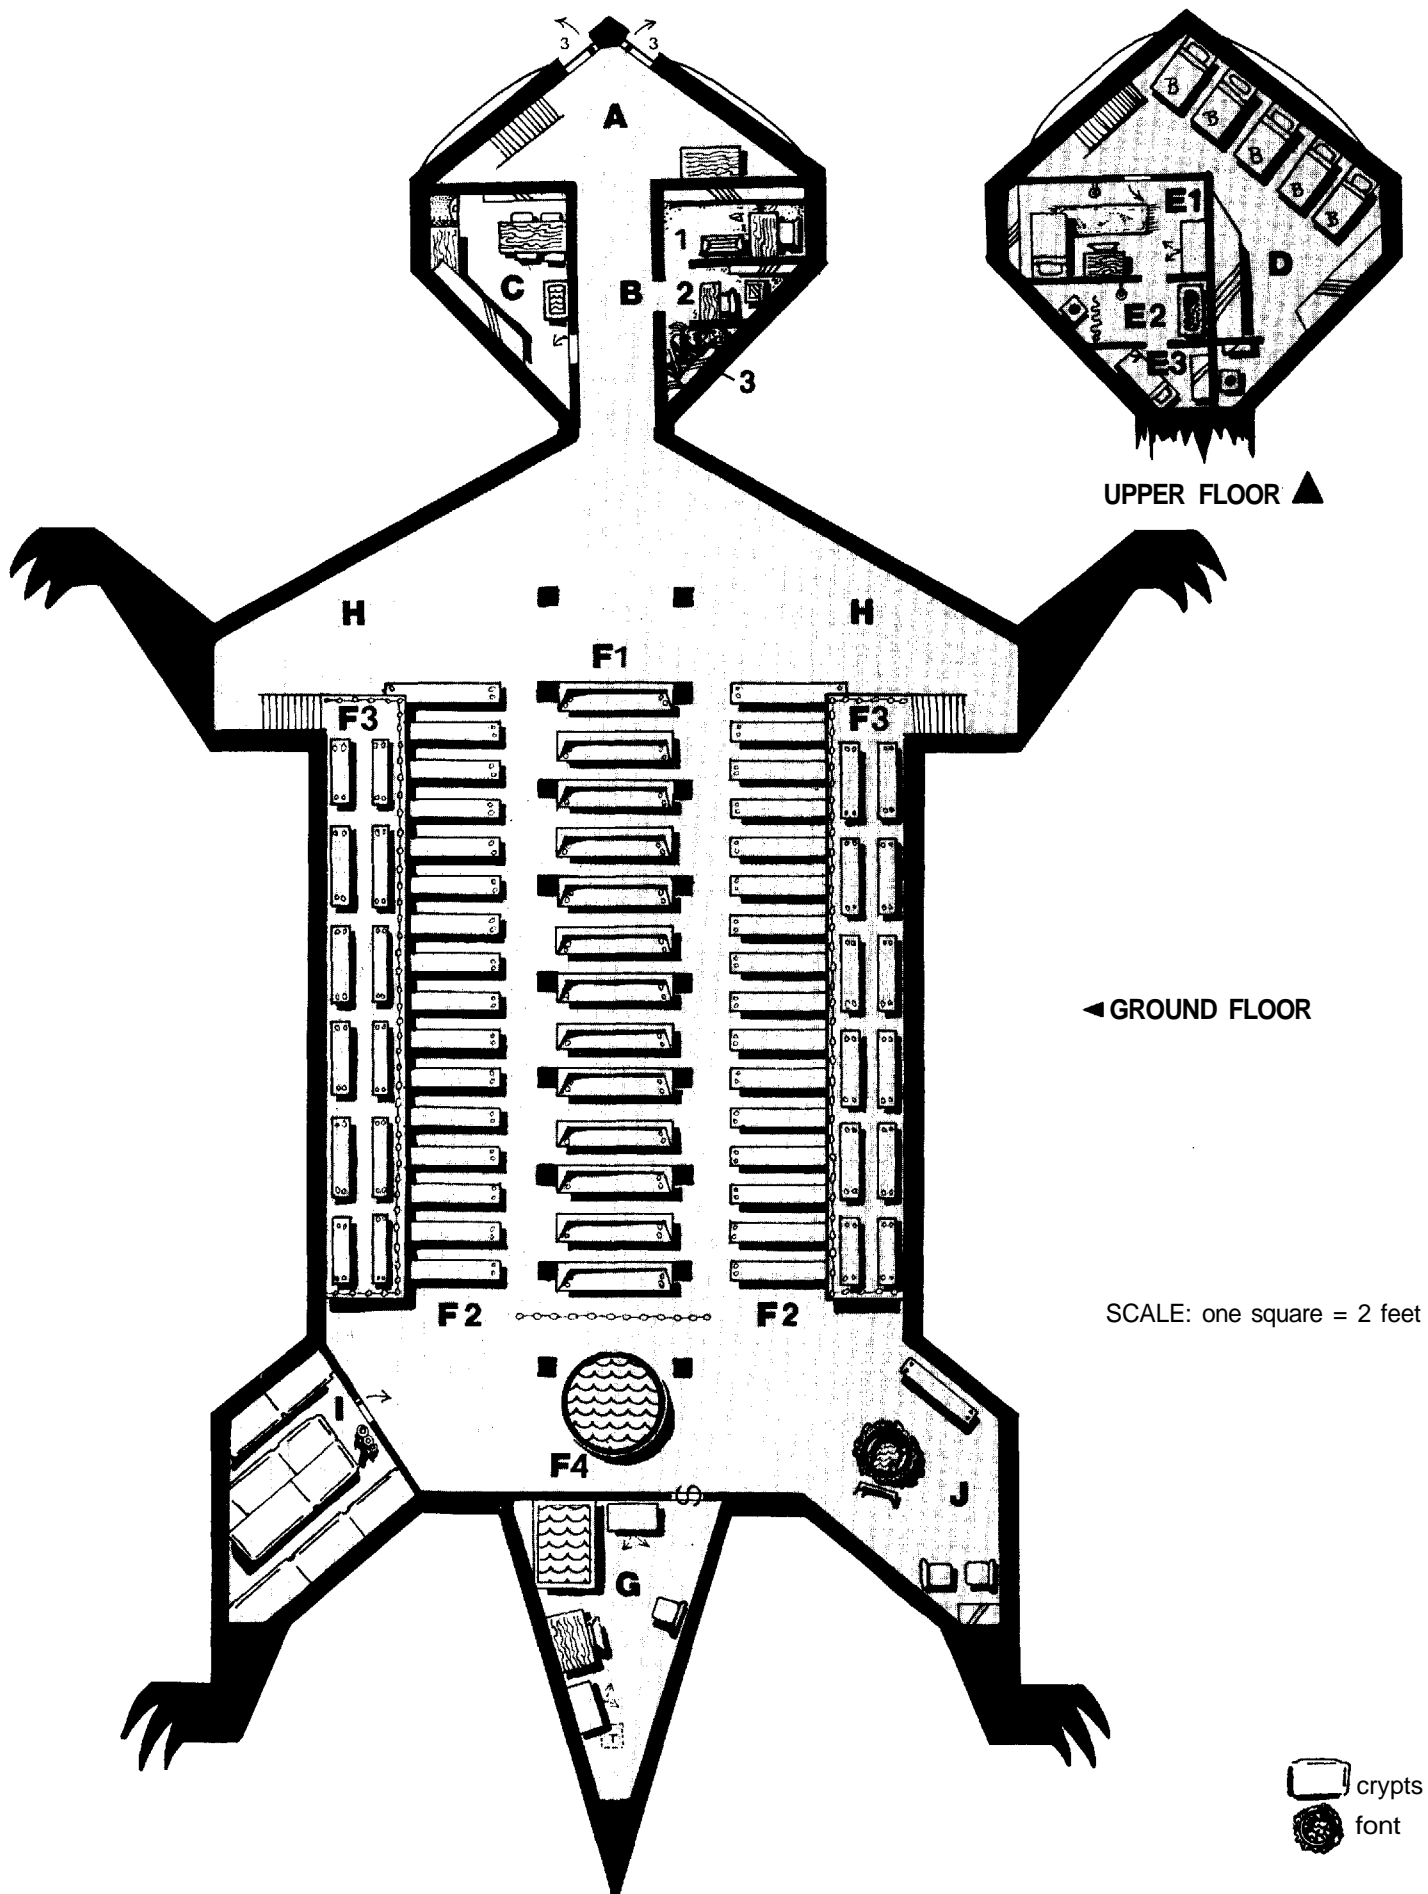 3 3
A
B
B
B
B
B
E1
1
D
C
B
2
E2
E3
3
UPPER FLOOR
H
H
F1
F3
F3
GROUND FLOOR
F2
F2
SCALE: one square = 2 feet
I
F4
J
S
G
T
crypts
font